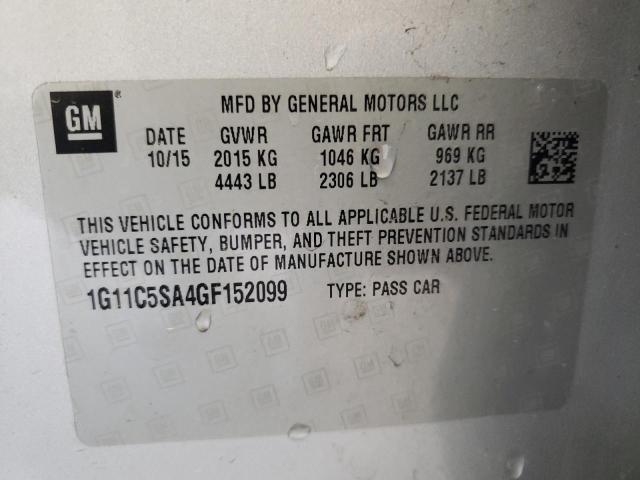 GM®
MFD BY GENERAL MOTORS LLC
DATE GVWR GAWR FRT GAWR RR
10/15 2015 KG 1046 KG 969 KG
4443 LB 2306 LB 2137 LB
THIS VEHICLE CONFORMS TO ALL APPLICABLE U.S. FEDERAL MOTOR
VEHICLE SAFETY, BUMPER, AND THEFT PREVENTION STANDARDS IN
EFFECT ON THE DATE OF MANUFACTURE SHOWN ABOVE.
1G11C5SA4GF152099 TYPE: PASS CAR